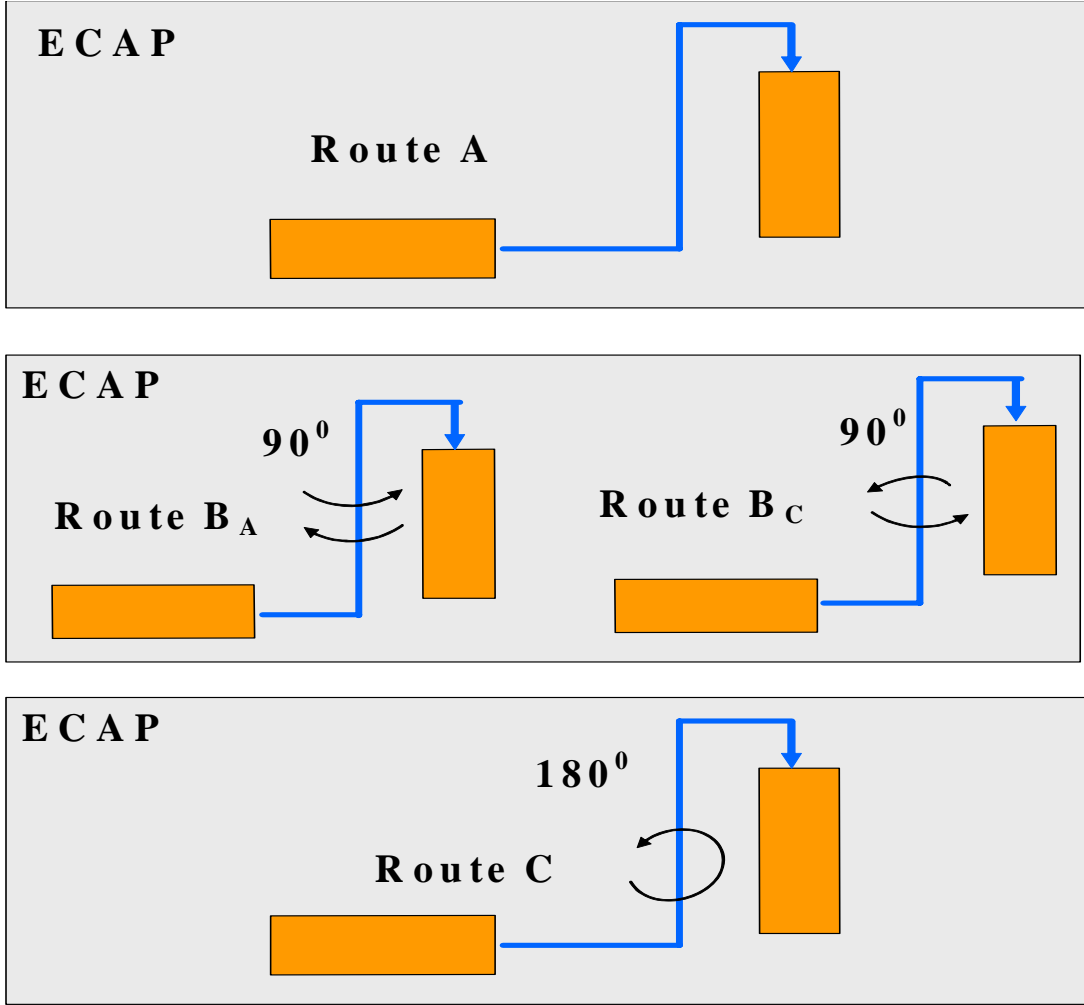 ECAP
Route A
ECAP
90⁰
Route B_A
90⁰
Route B_C
ECAP
180⁰
Route C